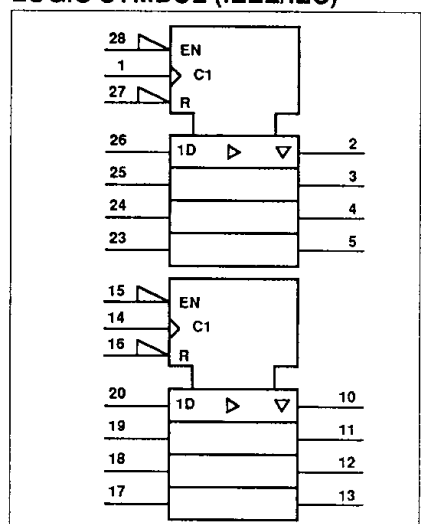 LOGIC SYMBOL (IEEE/IEC)
28 EN
1 C1
27 R
26 1D 2
25 3
24 4
23 5
15 EN
14 C1
16 R
20 1D 10
19 11
18 12
17 13